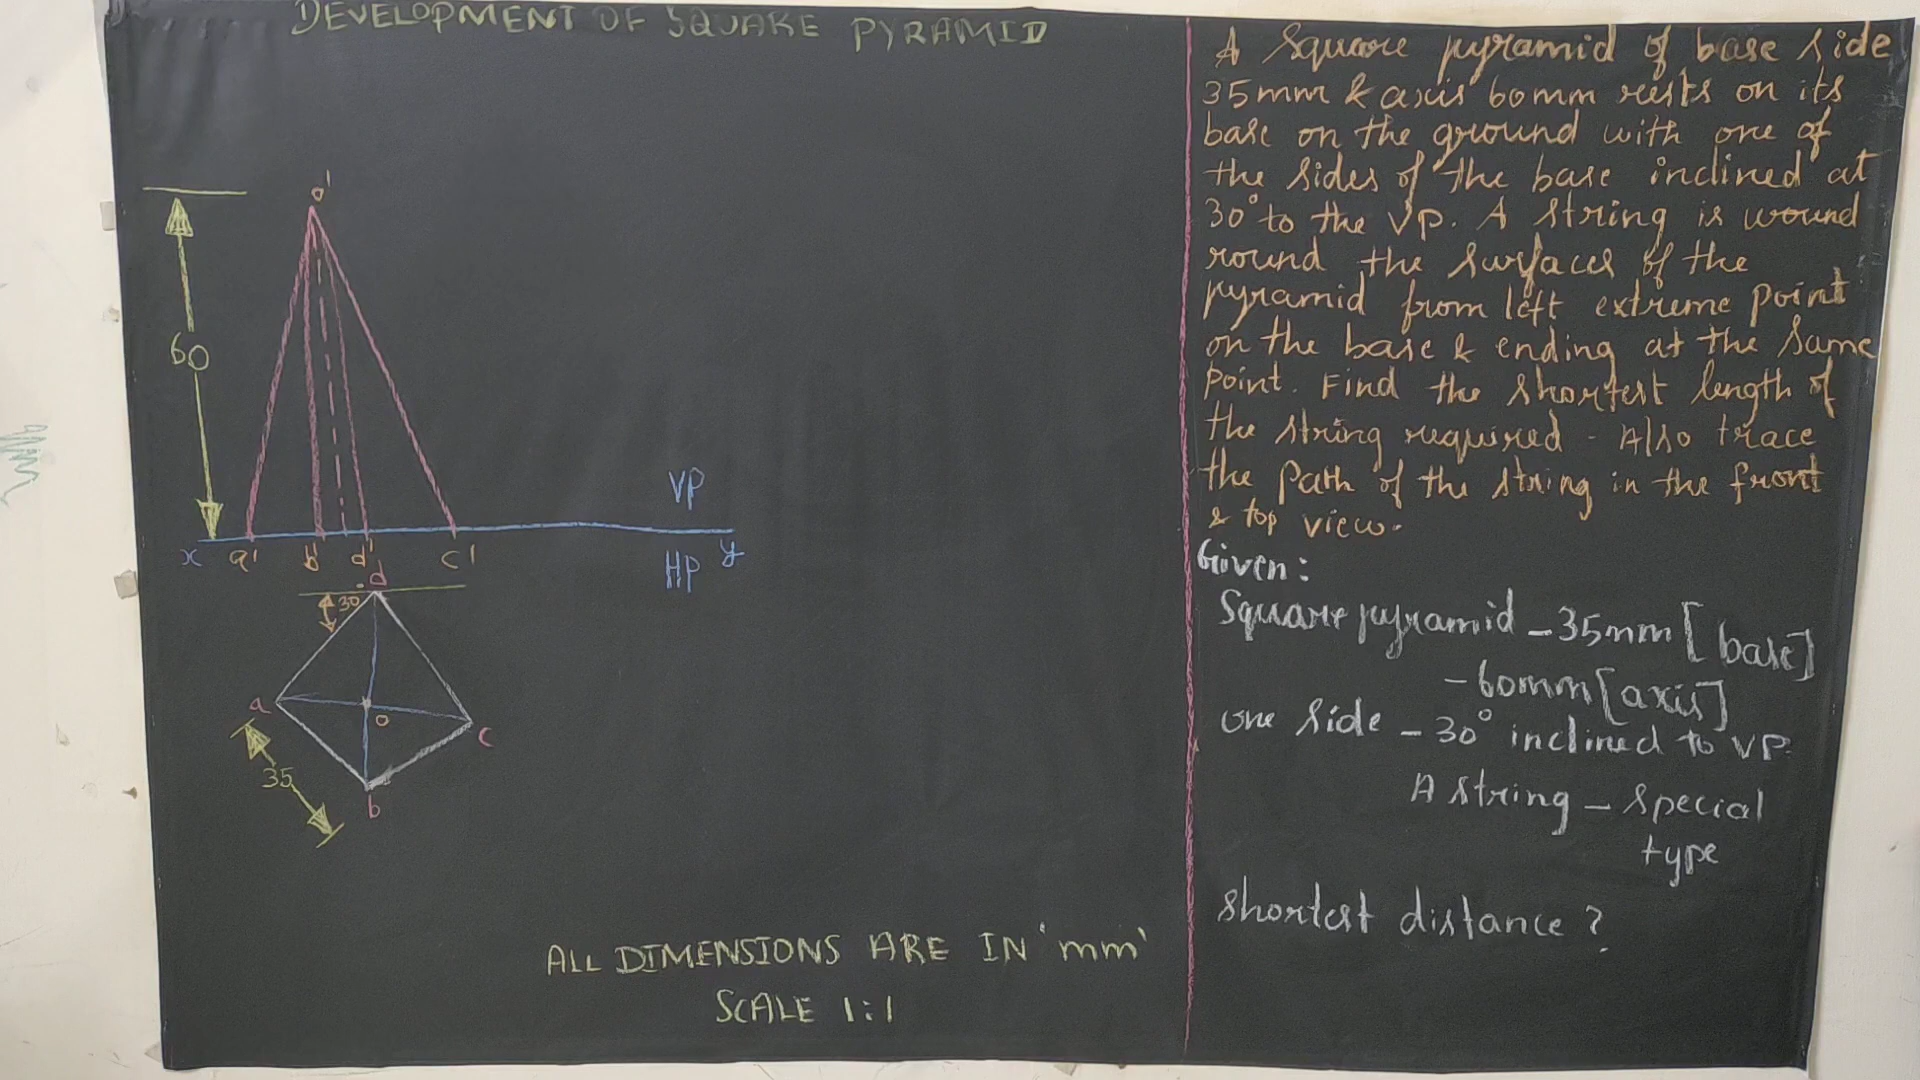 DEVELOPMENT OF SQUARE PYRAMID
o'
60
VP
x a' b' d' c' y
HP
d
30°
a
o
c
35
b
ALL DIMENSIONS ARE IN 'mm'
SCALE 1:1
A square pyramid of base side
35mm & axis 60mm rests on its
base on the ground with one of
the sides of the base inclined at
30° to the VP. A string is wound
round the surfaces of the
pyramid from left extreme point
on the base & ending at the same
point. Find the shortest length of
the string required. Also trace
the path of the string in the front
& top view.
Given:
Square pyramid - 35mm [base]
- 60mm [axis]
one side - 30° inclined to VP.
A string - special
type
shortest distance?